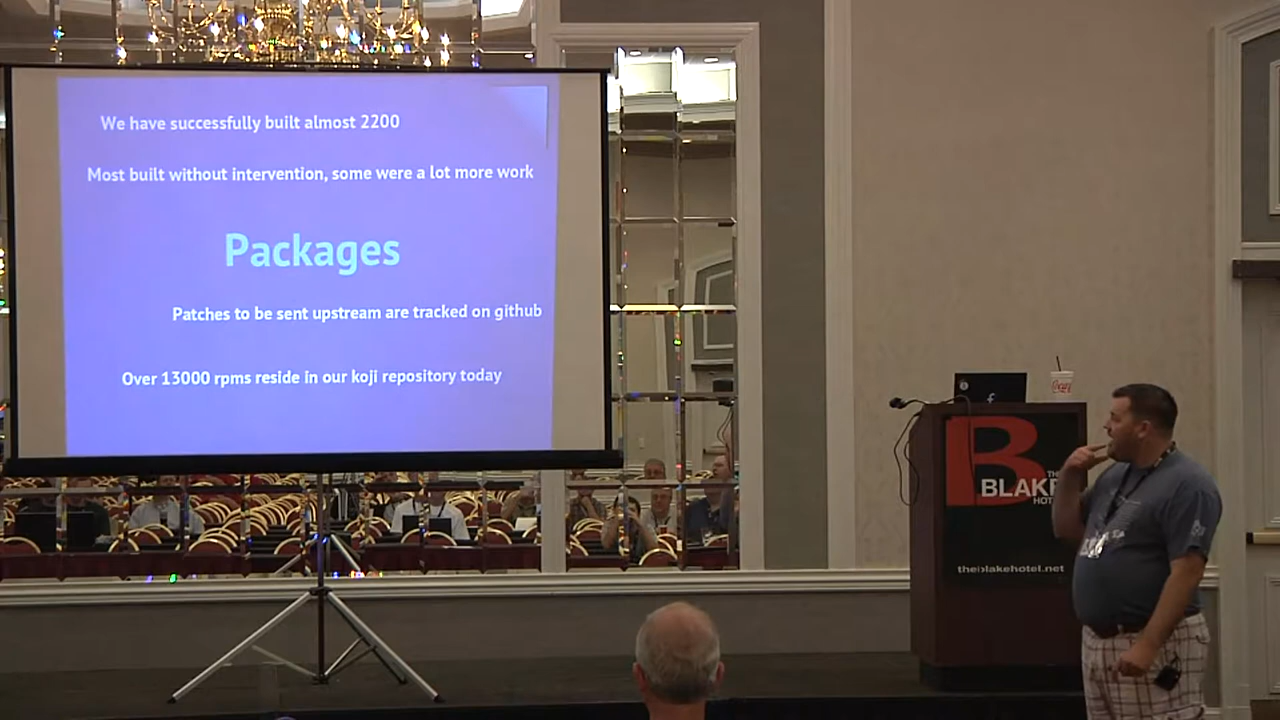 We have successfully built almost 2200
Most built without intervention, some were a lot more work
Packages
Patches to be sent upstream are tracked on github
Over 13000 rpms reside in our koji repository today
B
THE
BLAKE
HOTEL
theblakehotel.net